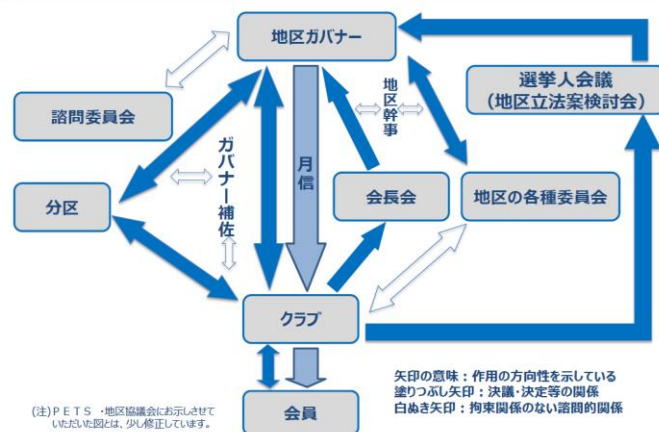 地区ガバナー
選挙人会議
（地区立法案検討会）
諮問委員会
地区幹事
ガバナー補佐
月信
分区
会長会
地区の各種委員会
クラブ
会員
矢印の意味：作用の方向性を示している
塗りつぶし矢印：決議・決定等の関係
白ぬき矢印：拘束関係のない諮問的関係
(注)PETS・地区協議会にお示しさせて
いただいた図とは、少し修正しています。